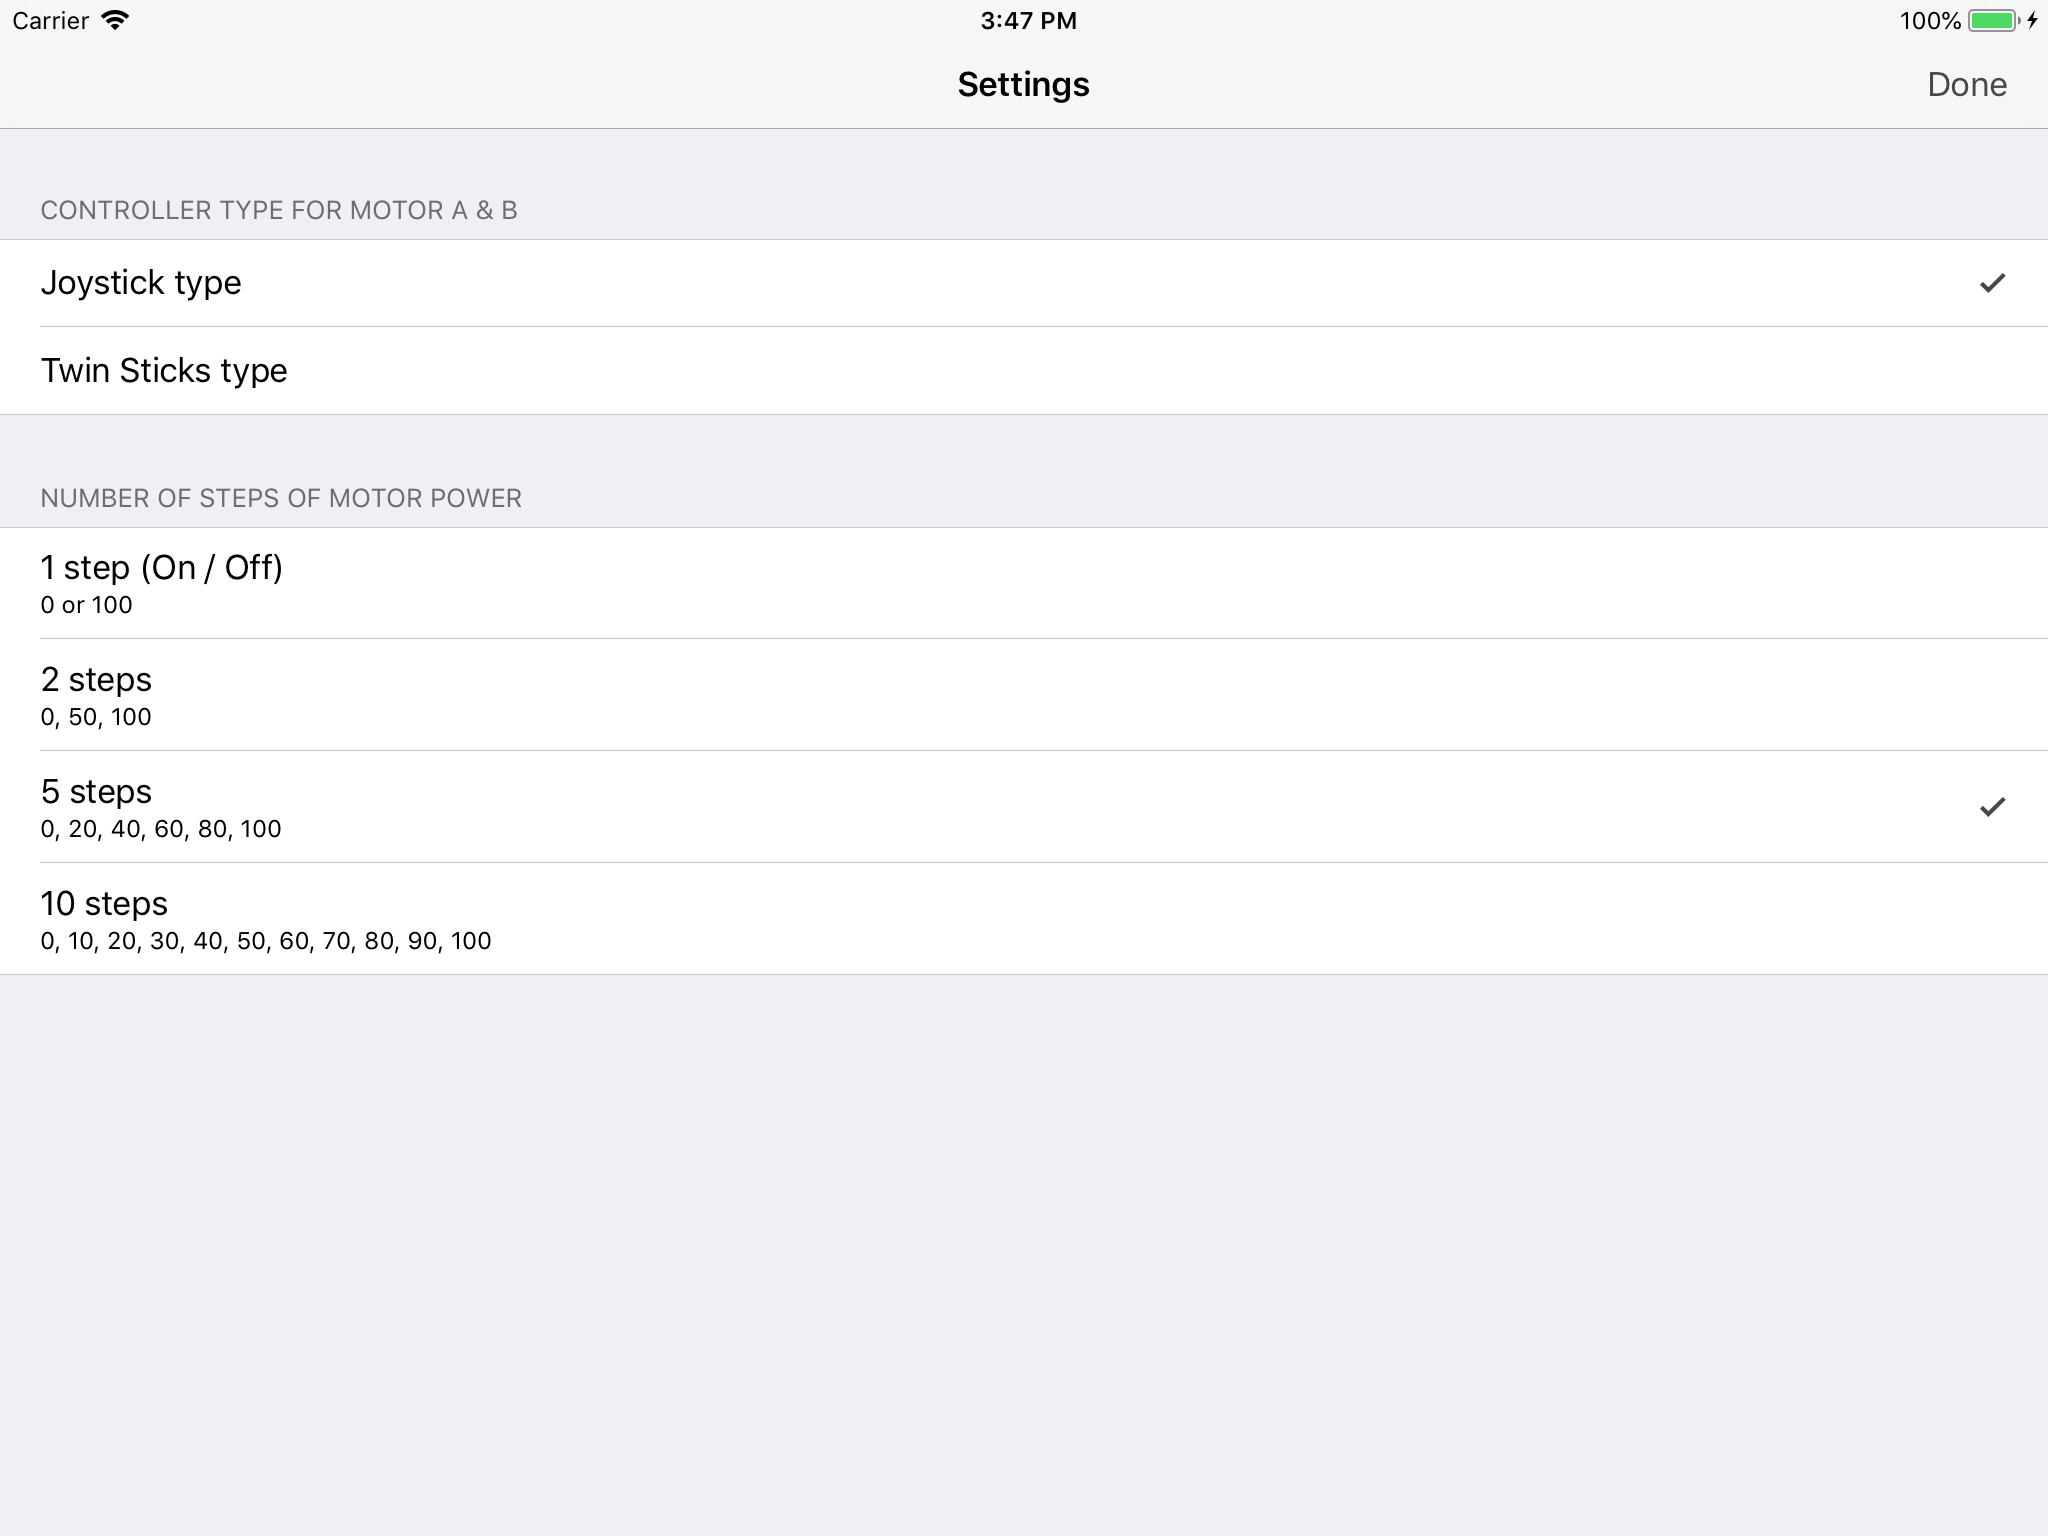 Carrier
3:47 PM
100%
Settings
Done
CONTROLLER TYPE FOR MOTOR A & B
Joystick type
Twin Sticks type
NUMBER OF STEPS OF MOTOR POWER
1 step (On / Off)
0 or 100
2 steps
0, 50, 100
5 steps
0, 20, 40, 60, 80, 100
10 steps
0, 10, 20, 30, 40, 50, 60, 70, 80, 90, 100